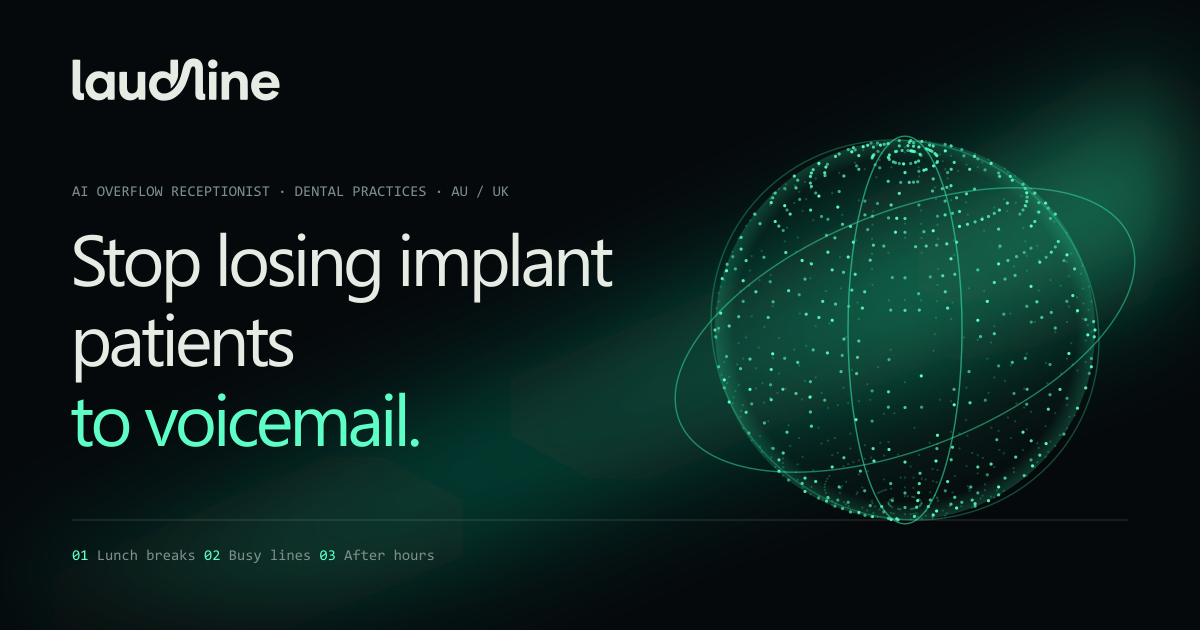 laudline
AI OVERFLOW RECEPTIONIST · DENTAL PRACTICES · AU / UK
Stop losing implant
patients
to voicemail.
01 Lunch breaks 02 Busy lines 03 After hours